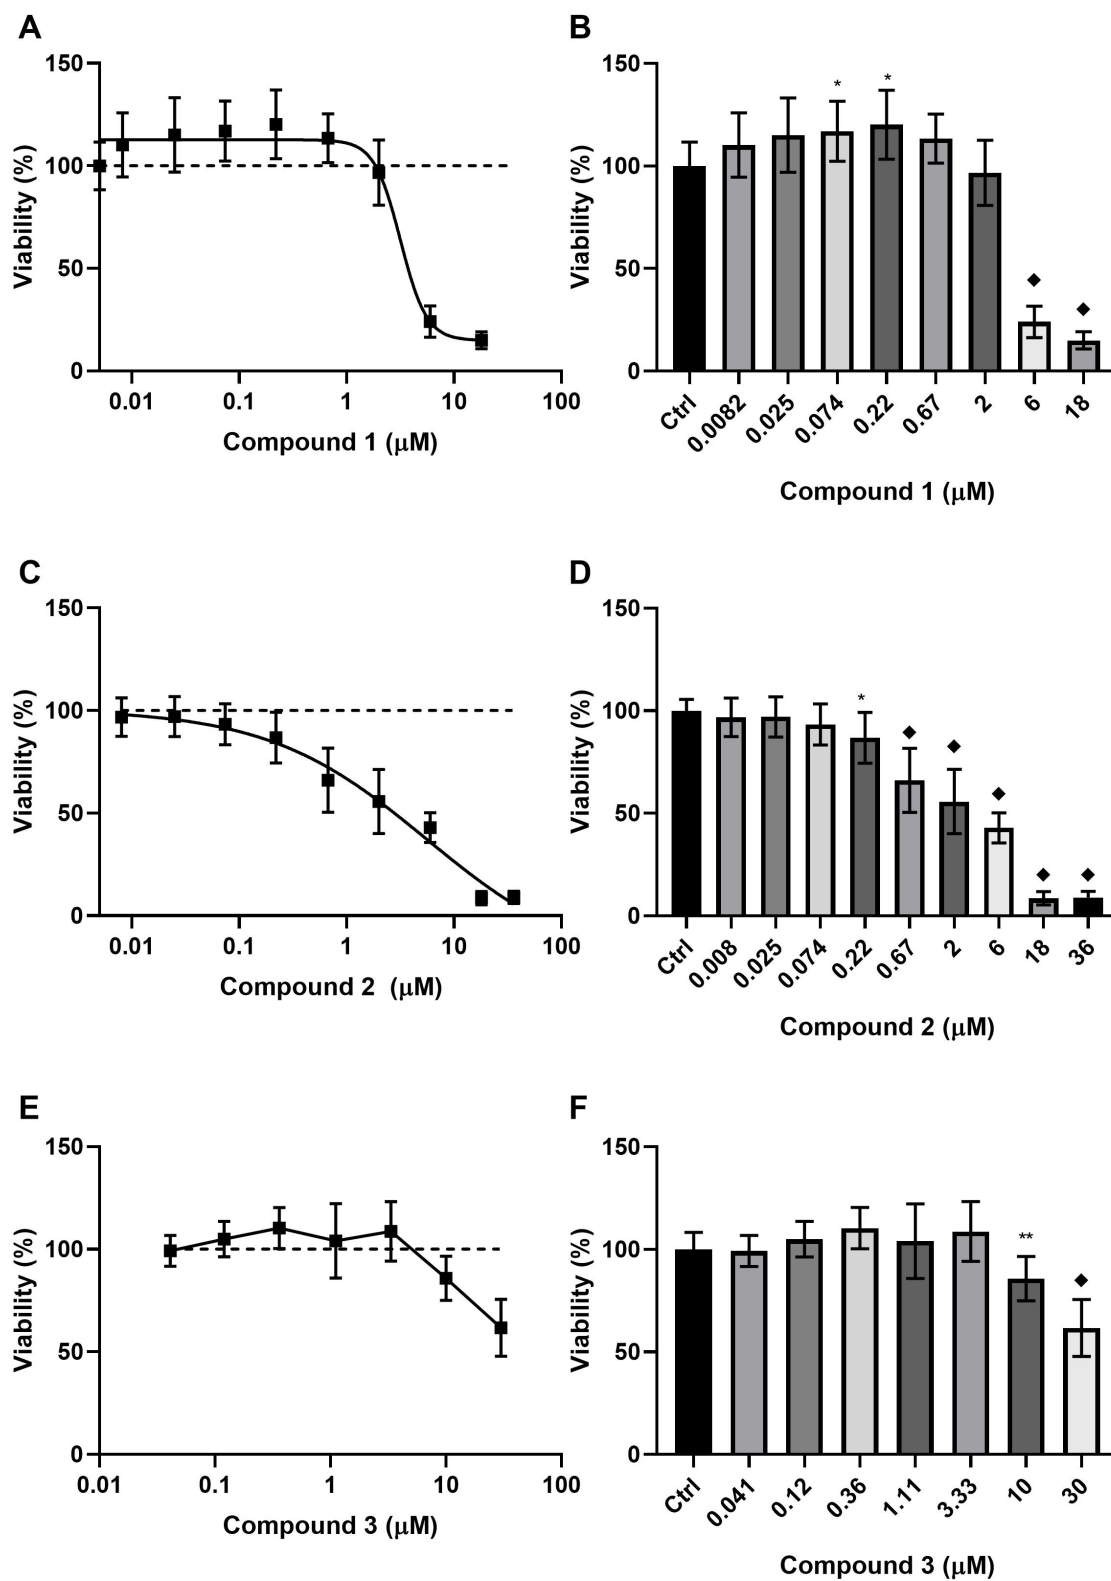 A
Viability (%)
150
100
50
0
0.01 0.1 1 10 100
Compound 1 (μM)
B
Viability (%)
150
100
50
0
* *
◆ ◆
Ctrl 0.0082 0.025 0.074 0.22 0.67 2 6 18
Compound 1 (μM)
C
Viability (%)
150
100
50
0
0.01 0.1 1 10 100
Compound 2 (μM)
D
Viability (%)
150
100
50
0
* ◆ ◆ ◆ ◆ ◆
Ctrl 0.008 0.025 0.074 0.22 0.67 2 6 18 36
Compound 2 (μM)
E
Viability (%)
150
100
50
0
0.01 0.1 1 10 100
Compound 3 (μM)
F
Viability (%)
150
100
50
0
** ◆
Ctrl 0.041 0.12 0.36 1.11 3.33 10 30
Compound 3 (μM)